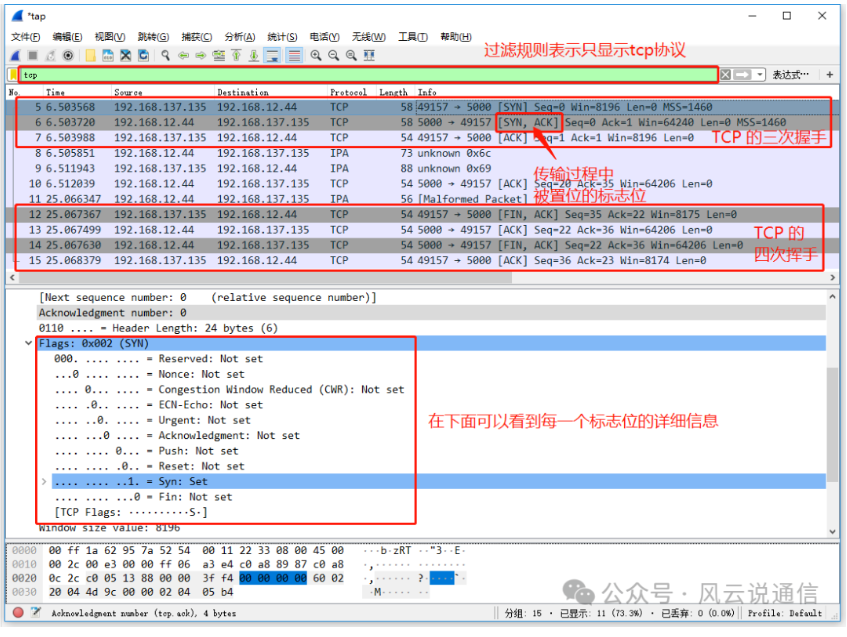 *tap
文件(F) 编辑(E) 视图(V) 跳转(G) 捕获(C) 分析(A) 统计(S) 电话(Y) 无线(W) 工具(T) 帮助(H)
过滤规则表示只显示tcp协议
tcp
表达式…
+
No. Time Source Destination Protocol Length Info
5 6.503568 192.168.137.135 192.168.12.44 TCP 58 49157 → 5000 [SYN] Seq=0 Win=8196 Len=0 MSS=1460
6 6.503720 192.168.12.44 192.168.137.135 TCP 58 5000 → 49157 [SYN, ACK] Seq=0 Ack=1 Win=64240 Len=0 MSS=1460
7 6.503988 192.168.137.135 192.168.12.44 TCP 54 49157 → 5000 [ACK] Seq=1 Ack=1 Win=8196 Len=0
TCP 的三次握手
8 6.505851 192.168.137.135 192.168.12.44 IPA 73 unknown 0x6c
9 6.511943 192.168.137.135 192.168.12.44 IPA 88 unknown 0x69
传输过程中
10 6.512039 192.168.12.44 192.168.137.135 TCP 54 5000 → 49157 [ACK] Seq=20 Ack=35 Win=64206 Len=0
11 25.066347 192.168.12.44 192.168.137.135 IPA 56 [Malformed Packet]
被置位的标志位
12 25.067367 192.168.137.135 192.168.12.44 TCP 54 49157 → 5000 [FIN, ACK] Seq=35 Ack=22 Win=8175 Len=0
13 25.067499 192.168.12.44 192.168.137.135 TCP 54 5000 → 49157 [ACK] Seq=22 Ack=36 Win=64206 Len=0
14 25.067630 192.168.12.44 192.168.137.135 TCP 54 5000 → 49157 [FIN, ACK] Seq=22 Ack=36 Win=64206 Len=0
15 25.068379 192.168.137.135 192.168.12.44 TCP 54 49157 → 5000 [ACK] Seq=36 Ack=23 Win=8174 Len=0
TCP 的
四次挥手
[Next sequence number: 0 (relative sequence number)]
Acknowledgment number: 0
0110 .... = Header Length: 24 bytes (6)
Flags: 0x002 (SYN)
000. .... .... = Reserved: Not set
...0 .... .... = Nonce: Not set
.... 0... .... = Congestion Window Reduced (CWR): Not set
.... .0.. .... = ECN-Echo: Not set
.... ..0. .... = Urgent: Not set
.... ...0 .... = Acknowledgment: Not set
.... .... 0... = Push: Not set
.... .... .0.. = Reset: Not set
.... .... ..1. = Syn: Set
.... .... ...0 = Fin: Not set
[TCP Flags: ··········S·]
Window size value: 8196
在下面可以看到每一个标志位的详细信息
0000 00 ff 1a 62 95 7a 52 54 00 11 22 33 08 00 45 00 ···b·zRT ··"3··E·
0010 00 2c 00 e3 00 00 ff 06 a3 e4 c0 a8 89 87 c0 a8 ·,······ ········
0020 0c 2c c0 05 13 88 00 00 3f f4 00 00 00 00 60 02 ·,······ ?·····`·
0030 20 04 4d 9c 00 00 02 04 05 b4 ·M····· ··
公众号 · 风云说通信
Acknowledgment number (tcp.ack), 4 bytes
分组: 15 · 已显示: 11 (73.3%) · 已丢弃: 0 (0.0%)
Profile: Default